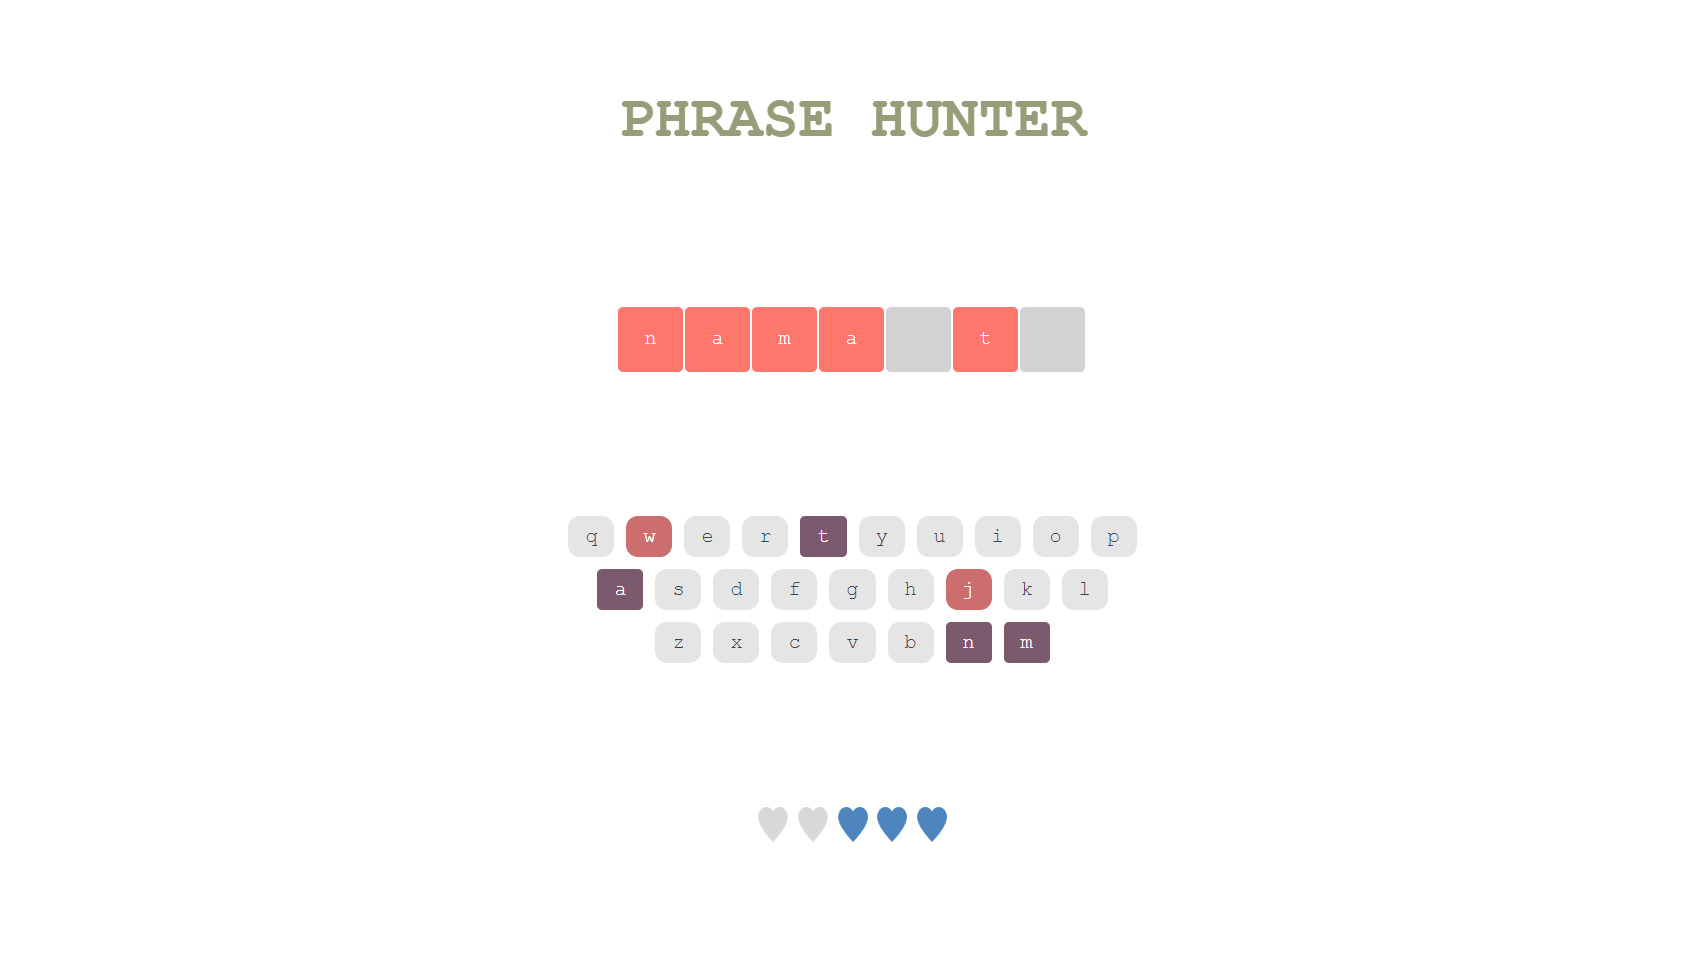 PHRASE HUNTER
n a m a t
q w e r t y u i o p
a s d f g h j k l
z x c v b n m